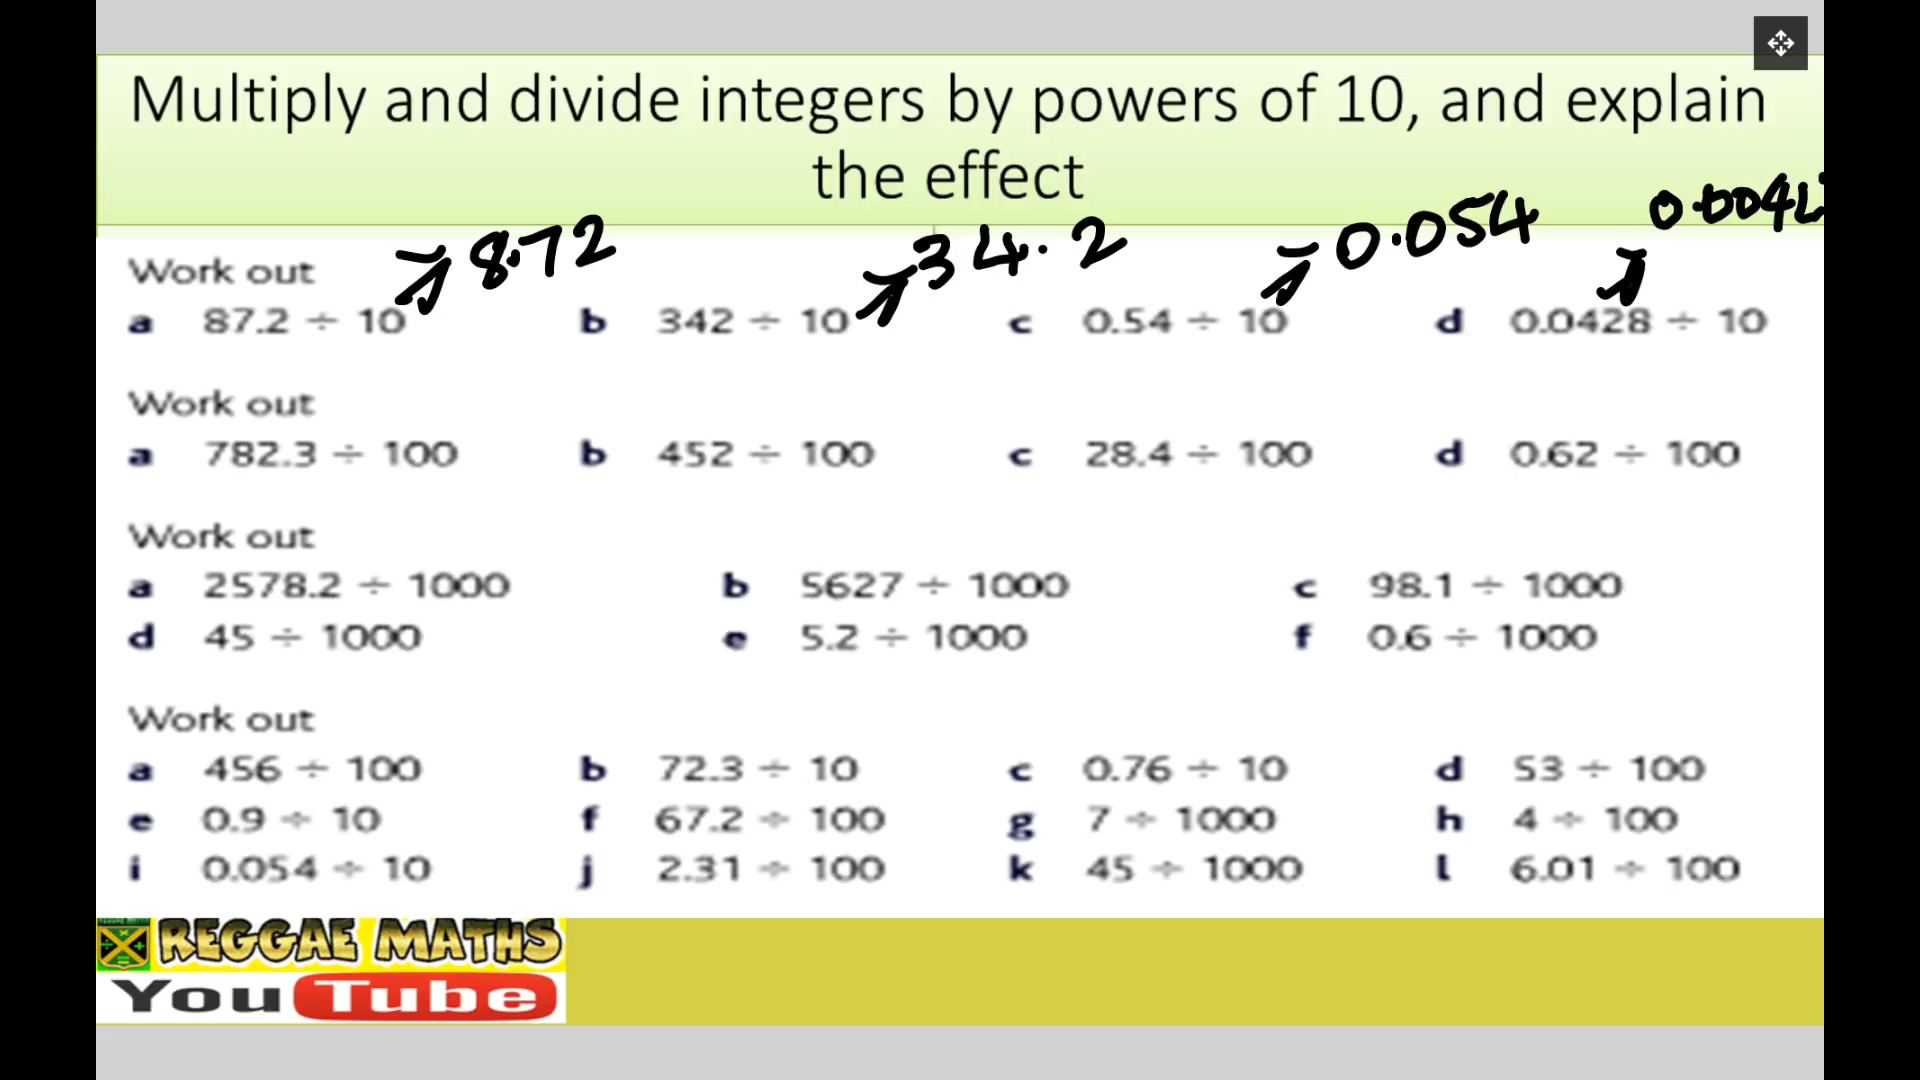 Multiply and divide integers by powers of 10, and explain
the effect
8.72 34.2 0.054
Work out
a 87.2 ÷ 10 b 342 ÷ 10 c 0.54 ÷ 10 d 0.0428 ÷ 10
Work out
a 782.3 ÷ 100 b 452 ÷ 100 c 28.4 ÷ 100 d 0.62 ÷ 100
Work out
a 2578.2 ÷ 1000 b 5627 ÷ 1000 c 98.1 ÷ 1000
d 45 ÷ 1000 e 5.2 ÷ 1000 f 0.6 ÷ 1000
Work out
a 456 ÷ 100 b 72.3 ÷ 10 c 0.76 ÷ 10 d 53 ÷ 100
e 0.9 ÷ 10 f 67.2 ÷ 100 g 7 ÷ 1000 h 4 ÷ 100
i 0.054 ÷ 10 j 2.31 ÷ 100 k 45 ÷ 1000 l 6.01 ÷ 100
REGGAE MATHS
YouTube